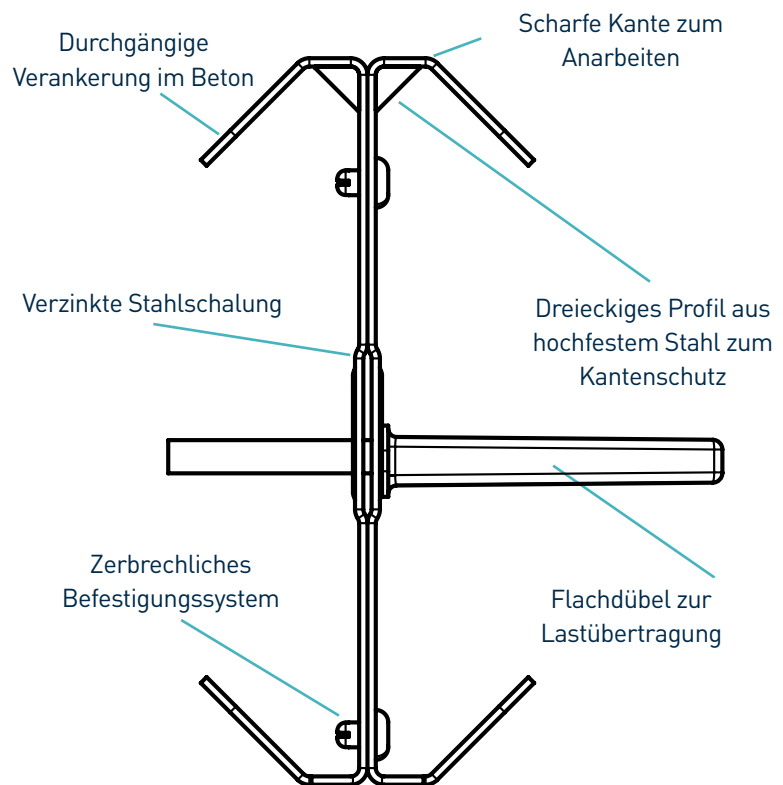 Durchgängige
Verankerung im Beton
Scharfe Kante zum
Anarbeiten
Verzinkte Stahlschalung
Dreieckiges Profil aus
hochfestem Stahl zum
Kantenschutz
Zerbrechliches
Befestigungssystem
Flachdübel zur
Lastübertragung